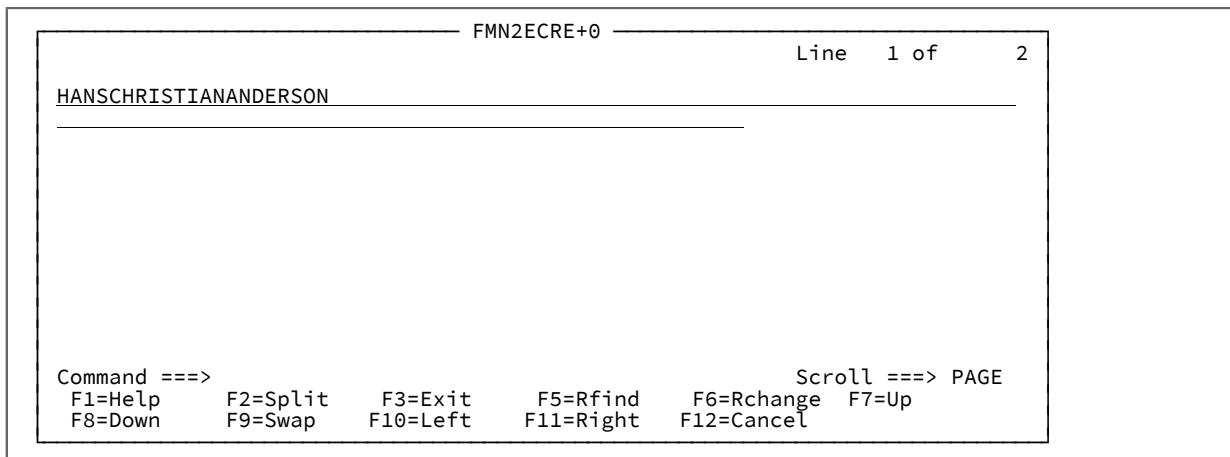 FMN2ECRE+0
Line 1 of 2
HANSCHRISTIANANDERSON
Command ===> Scroll ===> PAGE
F1=Help F2=Split F3=Exit F5=Rfind F6=Rchange F7=Up
F8=Down F9=Swap F10=Left F11=Right F12=Cancel